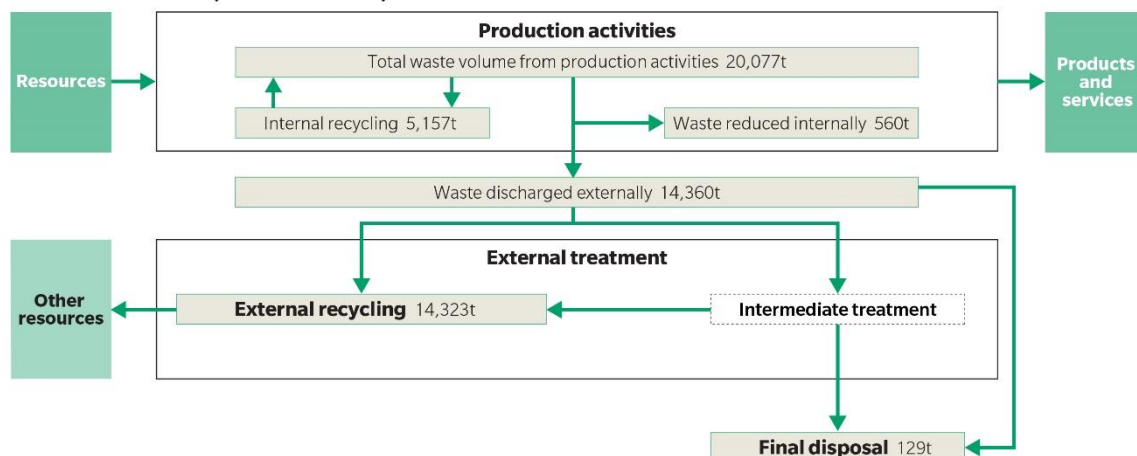 Production activities
Total waste volume from production activities 20,077t
Resources
Products
and
services
Internal recycling 5,157t
Waste reduced internally 560t
Waste discharged externally 14,360t
External treatment
Other
resources
External recycling 14,323t
Intermediate treatment
Final disposal 129t